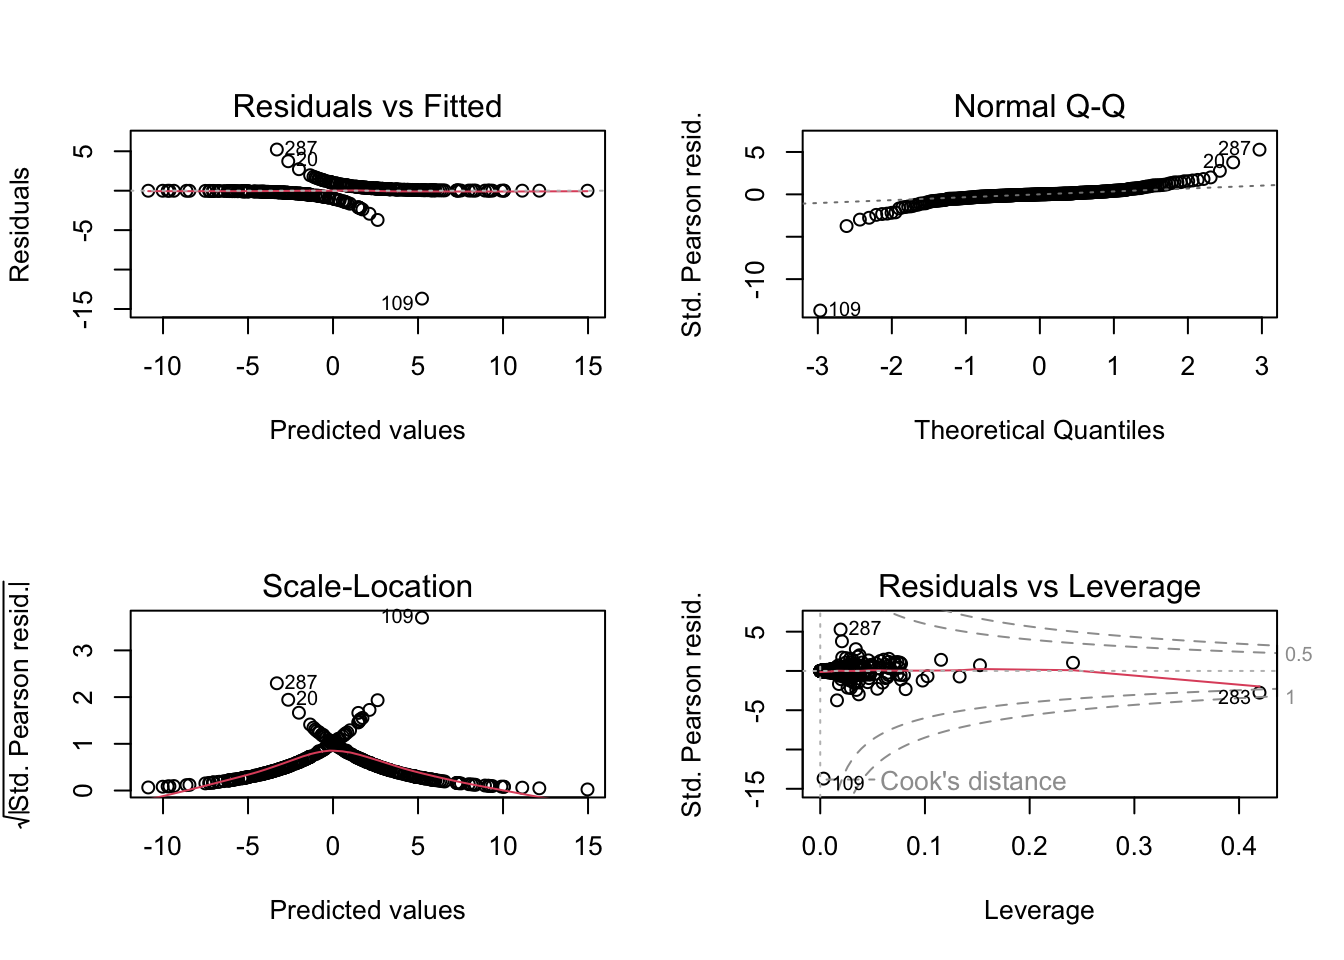 Residuals vs Fitted
Residuals
5
-5
-15
287
20
109
-10 -5 0 5 10 15
Predicted values
Normal Q-Q
Std. Pearson resid.
5
0
-10
287
20
109
-3 -2 -1 0 1 2 3
Theoretical Quantiles
Scale-Location
√|Std. Pearson resid.|
3
2
1
0
109
287
20
-10 -5 0 5 10 15
Predicted values
Residuals vs Leverage
Std. Pearson resid.
5
-5
-15
287
0.5
283
1
109
Cook's distance
0.0 0.1 0.2 0.3 0.4
Leverage